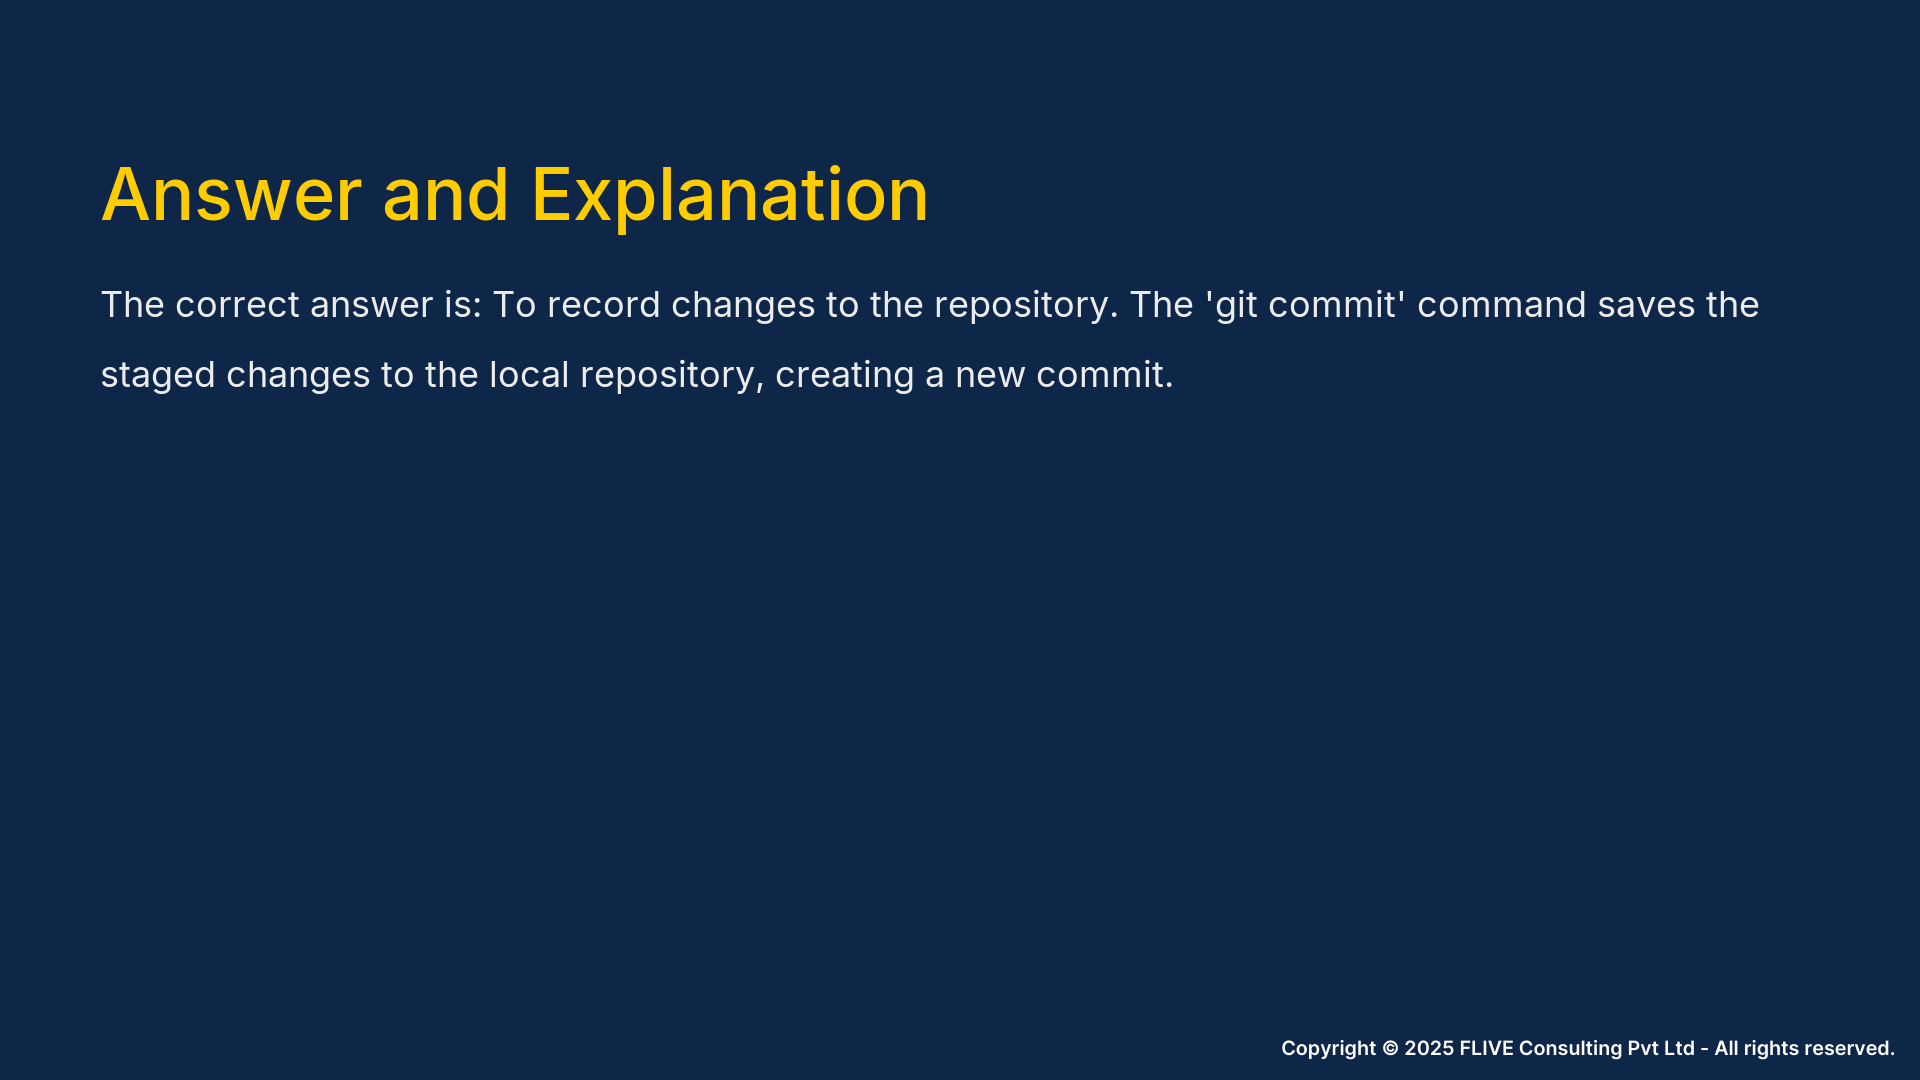 Answer and Explanation
The correct answer is: To record changes to the repository. The 'git commit' command saves the
staged changes to the local repository, creating a new commit.
Copyright © 2025 FLIVE Consulting Pvt Ltd - All rights reserved.